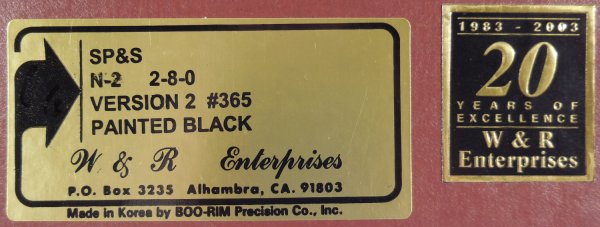 SP&S
N-2 2-8-0
VERSION 2 #365
PAINTED BLACK
W & R Enterprises
P.O. Box 3235 Alhambra, CA. 91803
Made in Korea by BOO-RIM Precision Co., Inc.
1983 - 2003
20
YEARS OF
EXCELLENCE
W & R
Enterprises